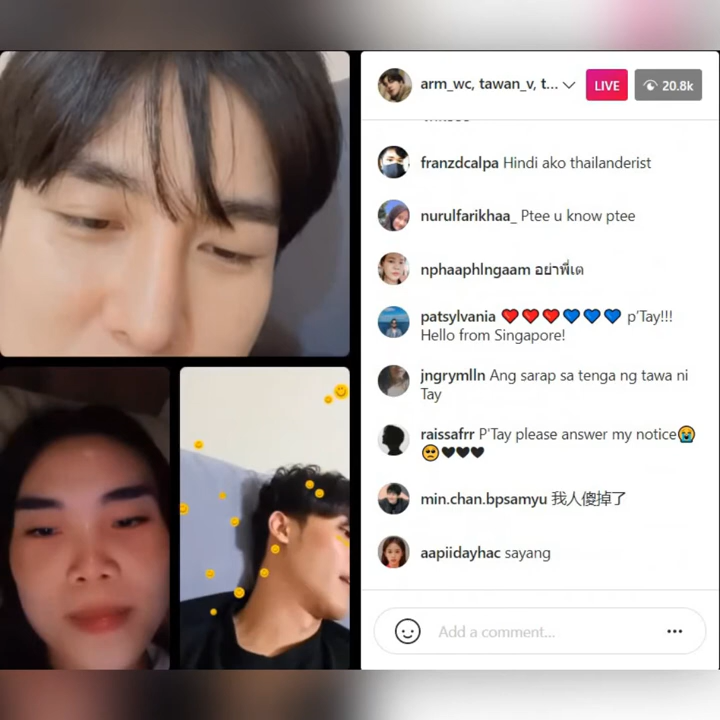 arm_wc, tawan_v, t...
LIVE
20.8k
franzdcalpa Hindi ako thailanderist
nurulfarikhaa_ Ptee u know ptee
nphaaphlngaam อย่าพี่เต
patsylvania ❤️❤️❤️💙💙💙 p'Tay!!!
Hello from Singapore!
jngrymlln Ang sarap sa tenga ng tawa ni
Tay
raissafrr P'Tay please answer my notice😭
🥺🖤🖤🖤
min.chan.bpsamyu 我人傻掉了
aapiidayhac sayang
Add a comment...